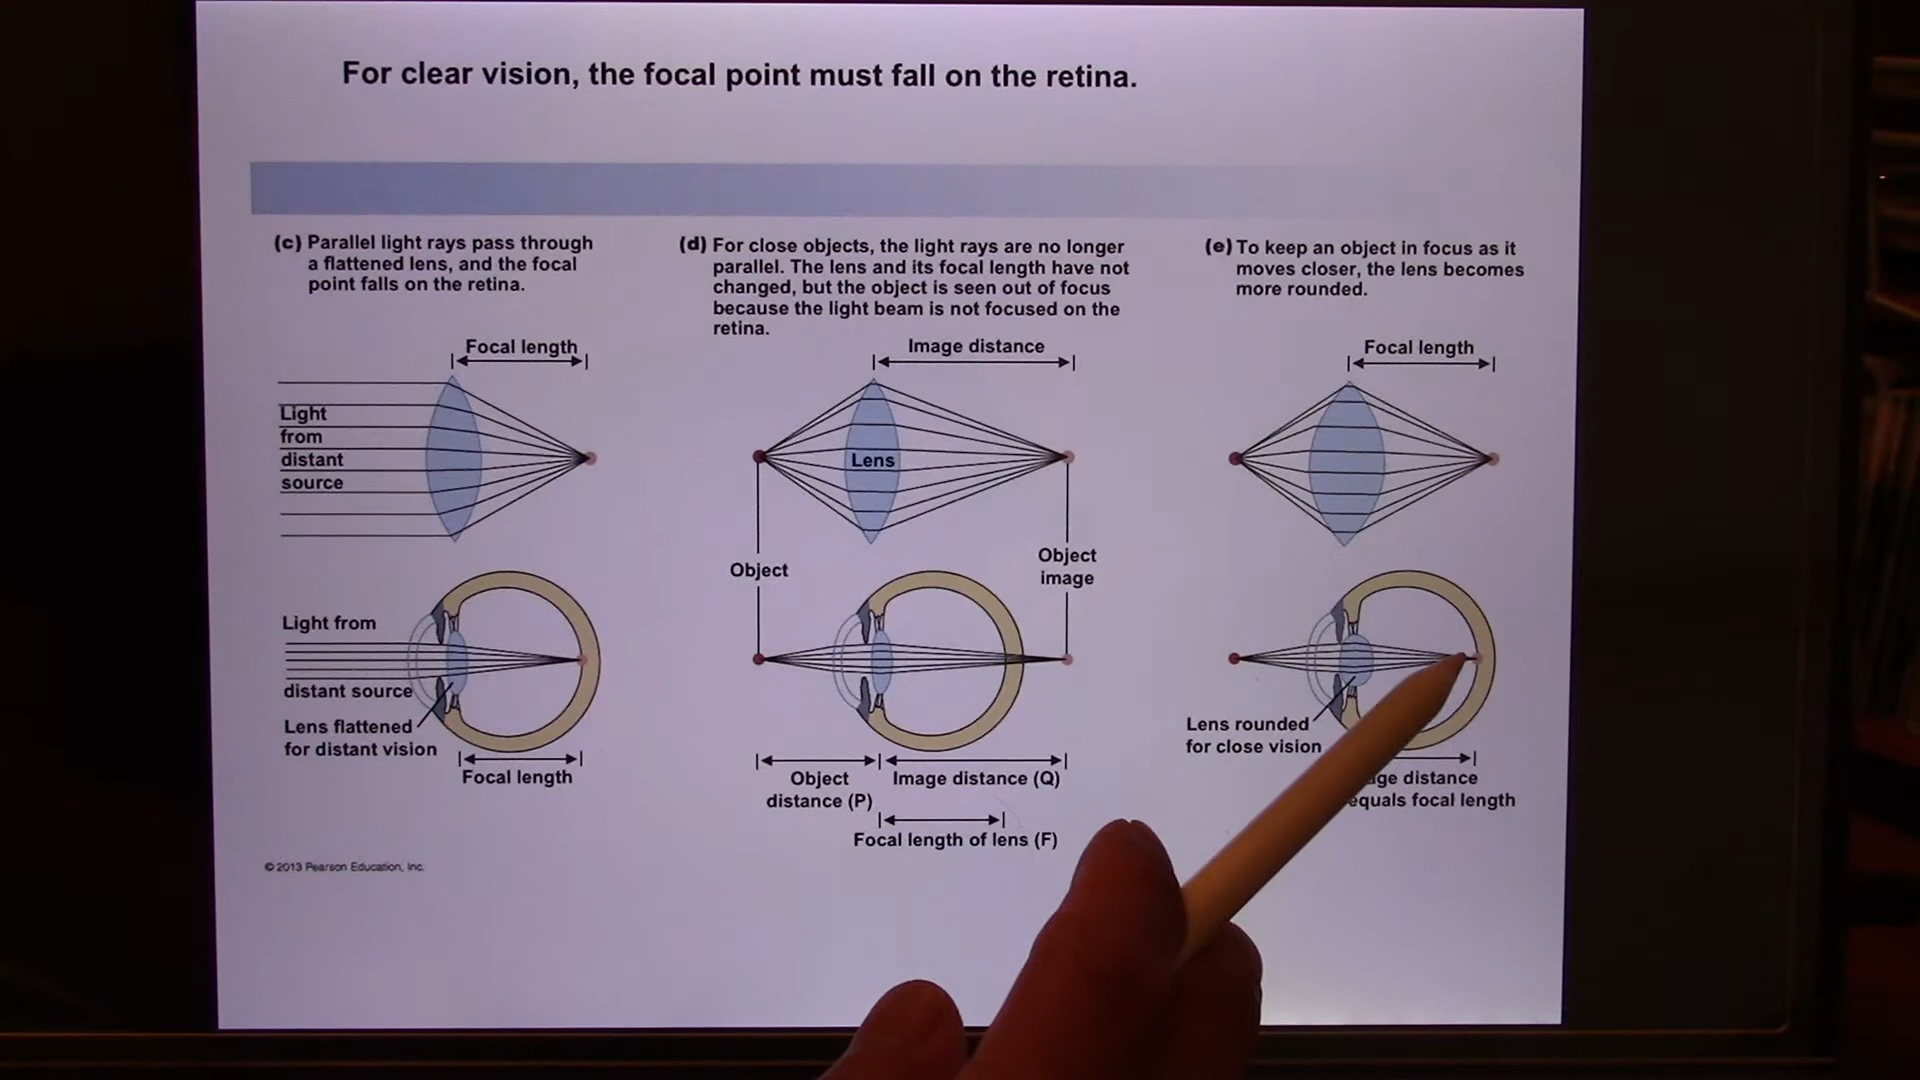 For clear vision, the focal point must fall on the retina.
(c) Parallel light rays pass through
a flattened lens, and the focal
point falls on the retina.
Focal length
Light
from
distant
source
Light from
distant source
Lens flattened
for distant vision
Focal length
(d) For close objects, the light rays are no longer
parallel. The lens and its focal length have not
changed, but the object is seen out of focus
because the light beam is not focused on the
retina.
Image distance
Lens
Object
Object
image
Object
distance (P)
Image distance (Q)
Focal length of lens (F)
(e) To keep an object in focus as it
moves closer, the lens becomes
more rounded.
Focal length
Lens rounded
for close vision
distance
equals focal length
© 2013 Pearson Education, Inc.